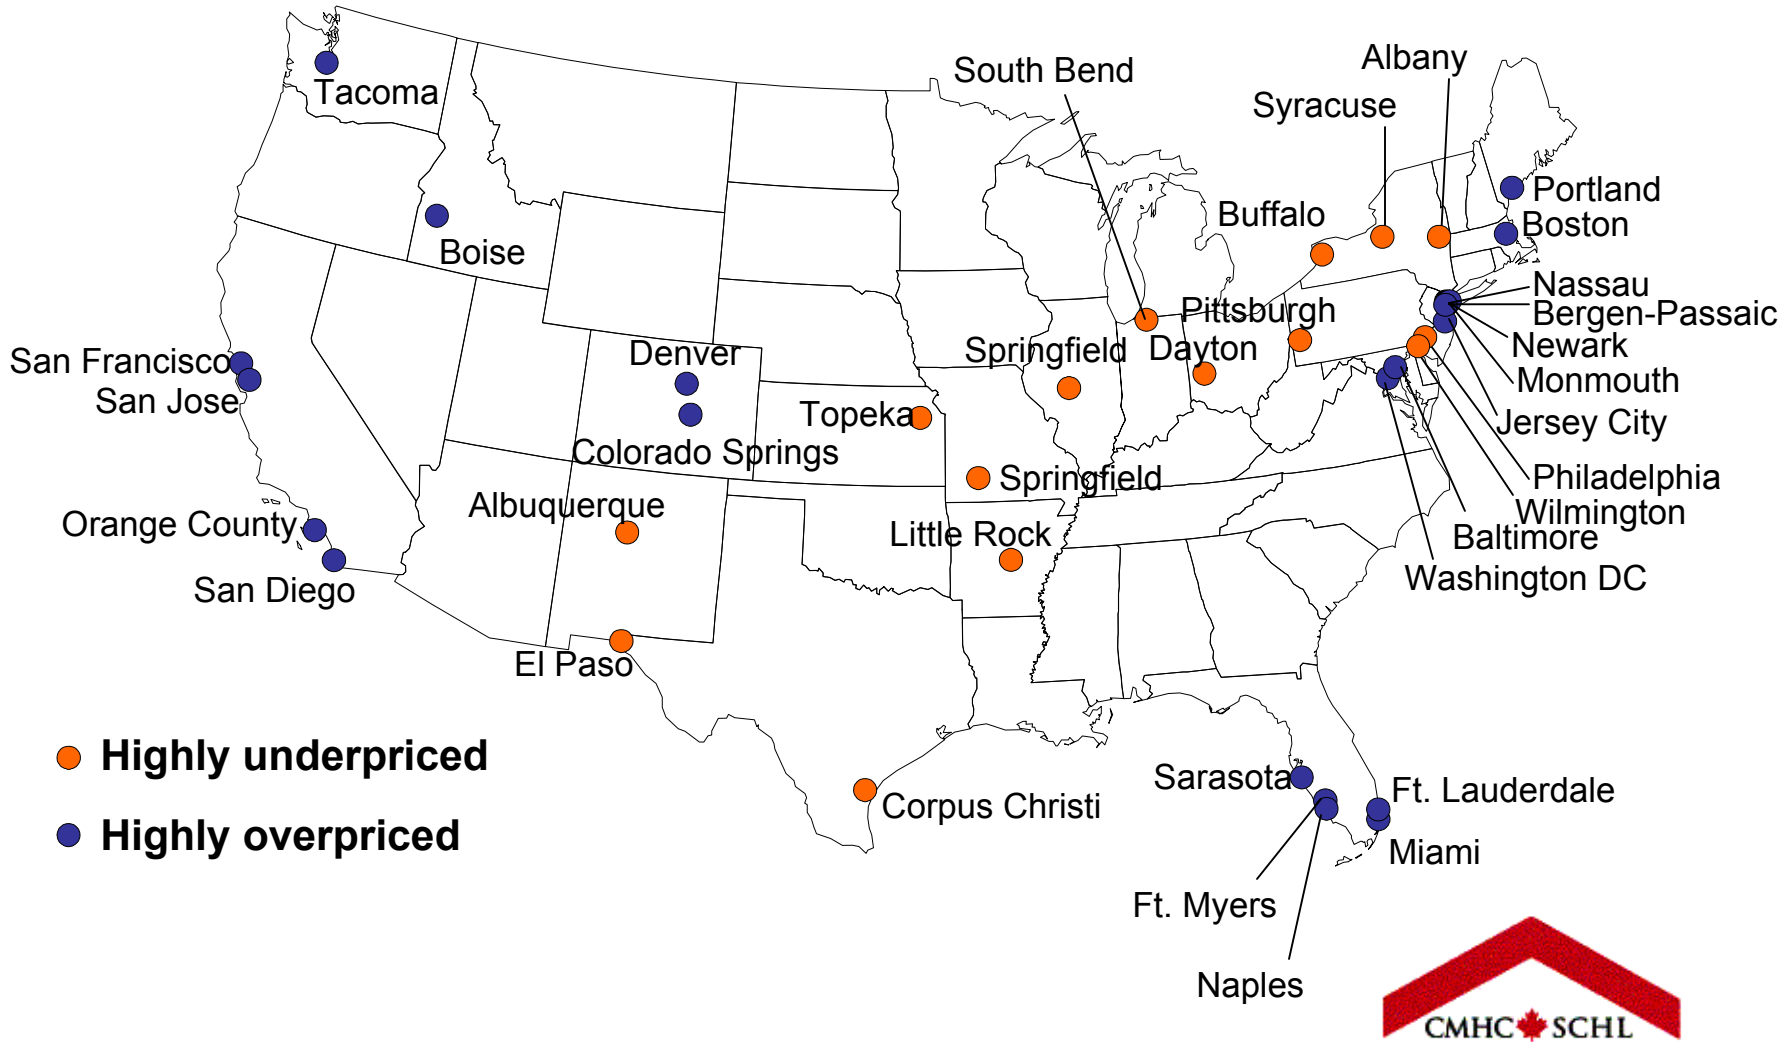 Albany
South Bend
Tacoma
Syracuse
Portland
Buffalo
Boston
Boise
Nassau
Pittsburgh
Bergen-Passaic
Newark
Denver
Springfield
Dayton
San Francisco
Monmouth
San Jose
Topeka
Jersey City
Colorado Springs
Springfield
Philadelphia
Albuquerque
Wilmington
Orange County
Little Rock
Baltimore
San Diego
Washington DC
El Paso
Highly underpriced
Sarasota
Ft. Lauderdale
Corpus Christi
Highly overpriced
Miami
Ft. Myers
Naples
CMHC SCHL